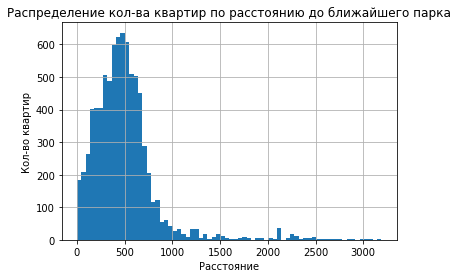 Распределение кол-ва квартир по расстоянию до ближайшего парка
Кол-во квартир
600
500
400
300
200
100
0
0 500 1000 1500 2000 2500 3000
Расстояние